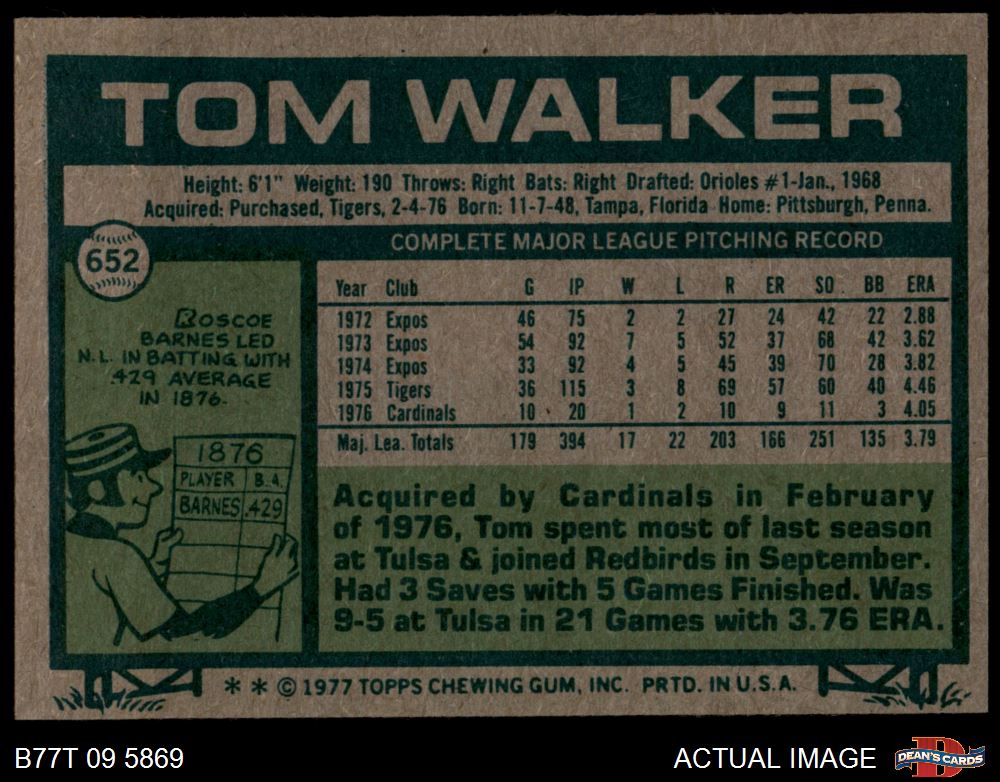 TOM WALKER
Height: 6'1" Weight: 190 Throws: Right Bats: Right Drafted: Orioles #1-Jan., 1968
Acquired: Purchased, Tigers, 2-4-76 Born: 11-7-48, Tampa, Florida Home: Pittsburgh, Penna.
652
ROSCOE
BARNES LED
N.L. IN BATTING WITH
.429 AVERAGE
IN 1876.
1876
PLAYER B.A.
BARNES .429
COMPLETE MAJOR LEAGUE PITCHING RECORD
Year Club G IP W L R ER SO BB ERA
1972 Expos 46 75 2 2 27 24 42 22 2.88
1973 Expos 54 92 7 5 52 37 68 42 3.62
1974 Expos 33 92 4 5 45 39 70 28 3.82
1975 Tigers 36 115 3 8 69 57 60 40 4.46
1976 Cardinals 10 20 1 2 10 9 11 3 4.05
Maj. Lea. Totals 179 394 17 22 203 166 251 135 3.79
Acquired by Cardinals in February
of 1976, Tom spent most of last season
at Tulsa & joined Redbirds in September.
Had 3 Saves with 5 Games Finished. Was
9-5 at Tulsa in 21 Games with 3.76 ERA.
* * © 1977 TOPPS CHEWING GUM, INC. PRTD. IN U.S.A.
B77T 09 5869
ACTUAL IMAGE
D
DEAN'S CARDS